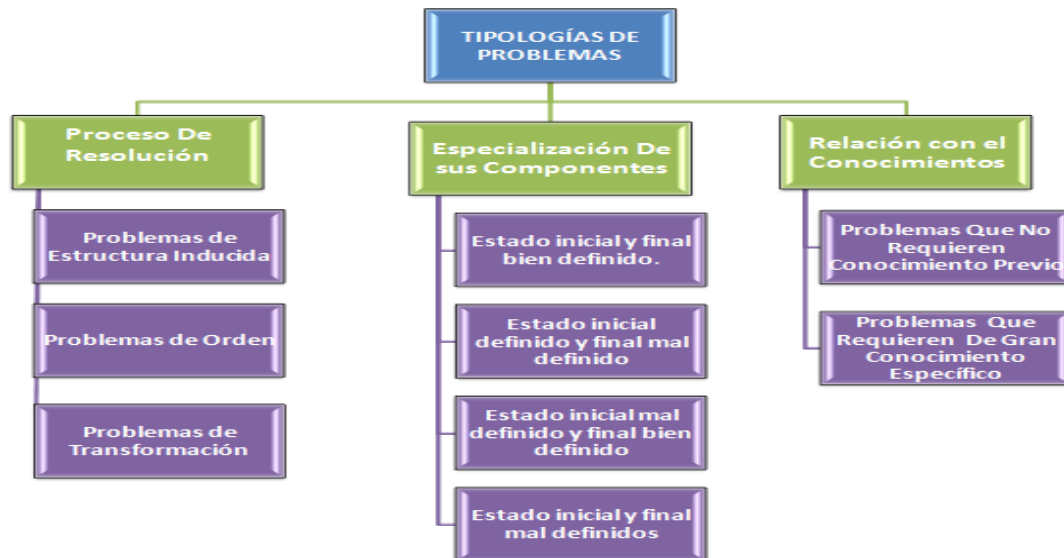 TIPOLOGÍAS DE
PROBLEMAS
Proceso De
Resolución
Problemas de
Estructura Inducida
Problemas de Orden
Problemas de
Transformación
Especialización De
sus Componentes
Estado inicial y final
bien definido.
Estado inicial
definido y final mal
definido
Estado inicial mal
definido y final bien
definido
Estado inicial y final
mal definidos
Relación con el
Conocimientos
Problemas Que No
Requieren
Conocimiento Previo
Problemas Que
Requieren De Gran
Conocimiento
Específico